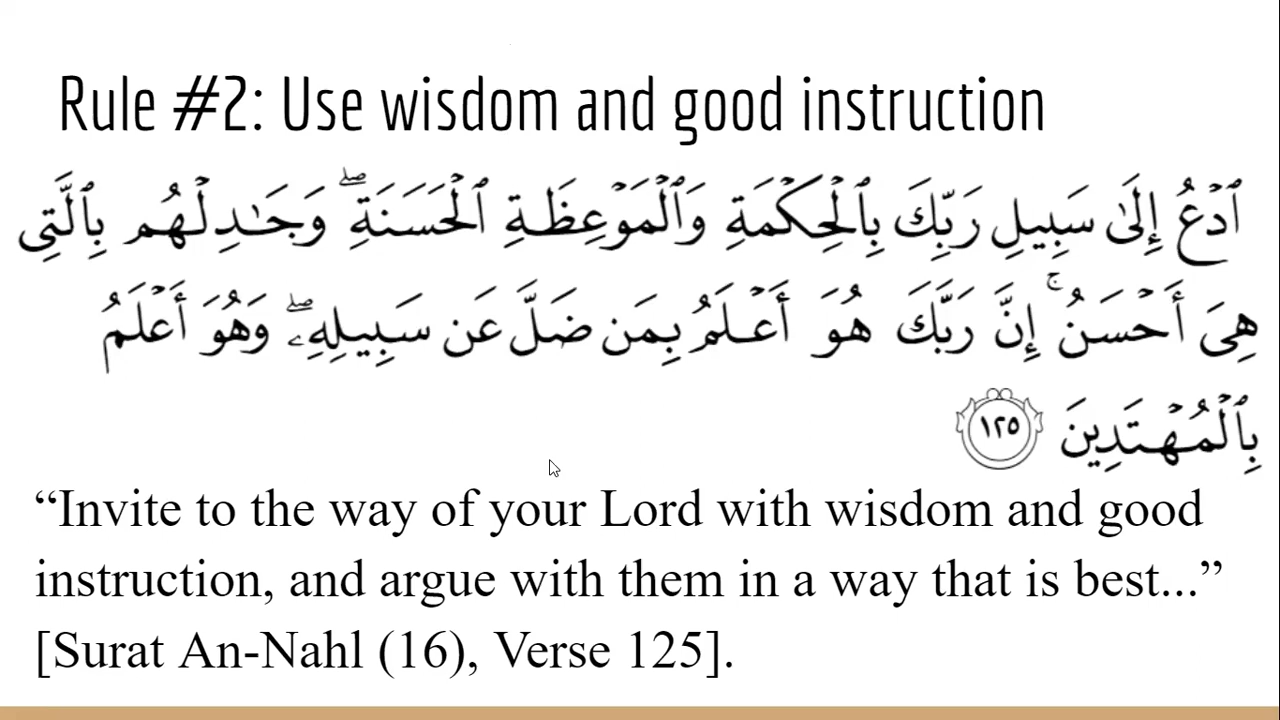 Rule #2: Use wisdom and good instruction
ٱدۡعُ إِلَىٰ سَبِيلِ رَبِّكَ بِٱلۡحِكۡمَةِ وَٱلۡمَوۡعِظَةِ ٱلۡحَسَنَةِۖ وَجَٰدِلۡهُم بِٱلَّتِي
هِيَ أَحۡسَنُۚ إِنَّ رَبَّكَ هُوَ أَعۡلَمُ بِمَن ضَلَّ عَن سَبِيلِهِۦۖ وَهُوَ أَعۡلَمُ
بِٱلۡمُهۡتَدِينَ ١٢٥
“Invite to the way of your Lord with wisdom and good
instruction, and argue with them in a way that is best...”
[Surat An-Nahl (16), Verse 125].